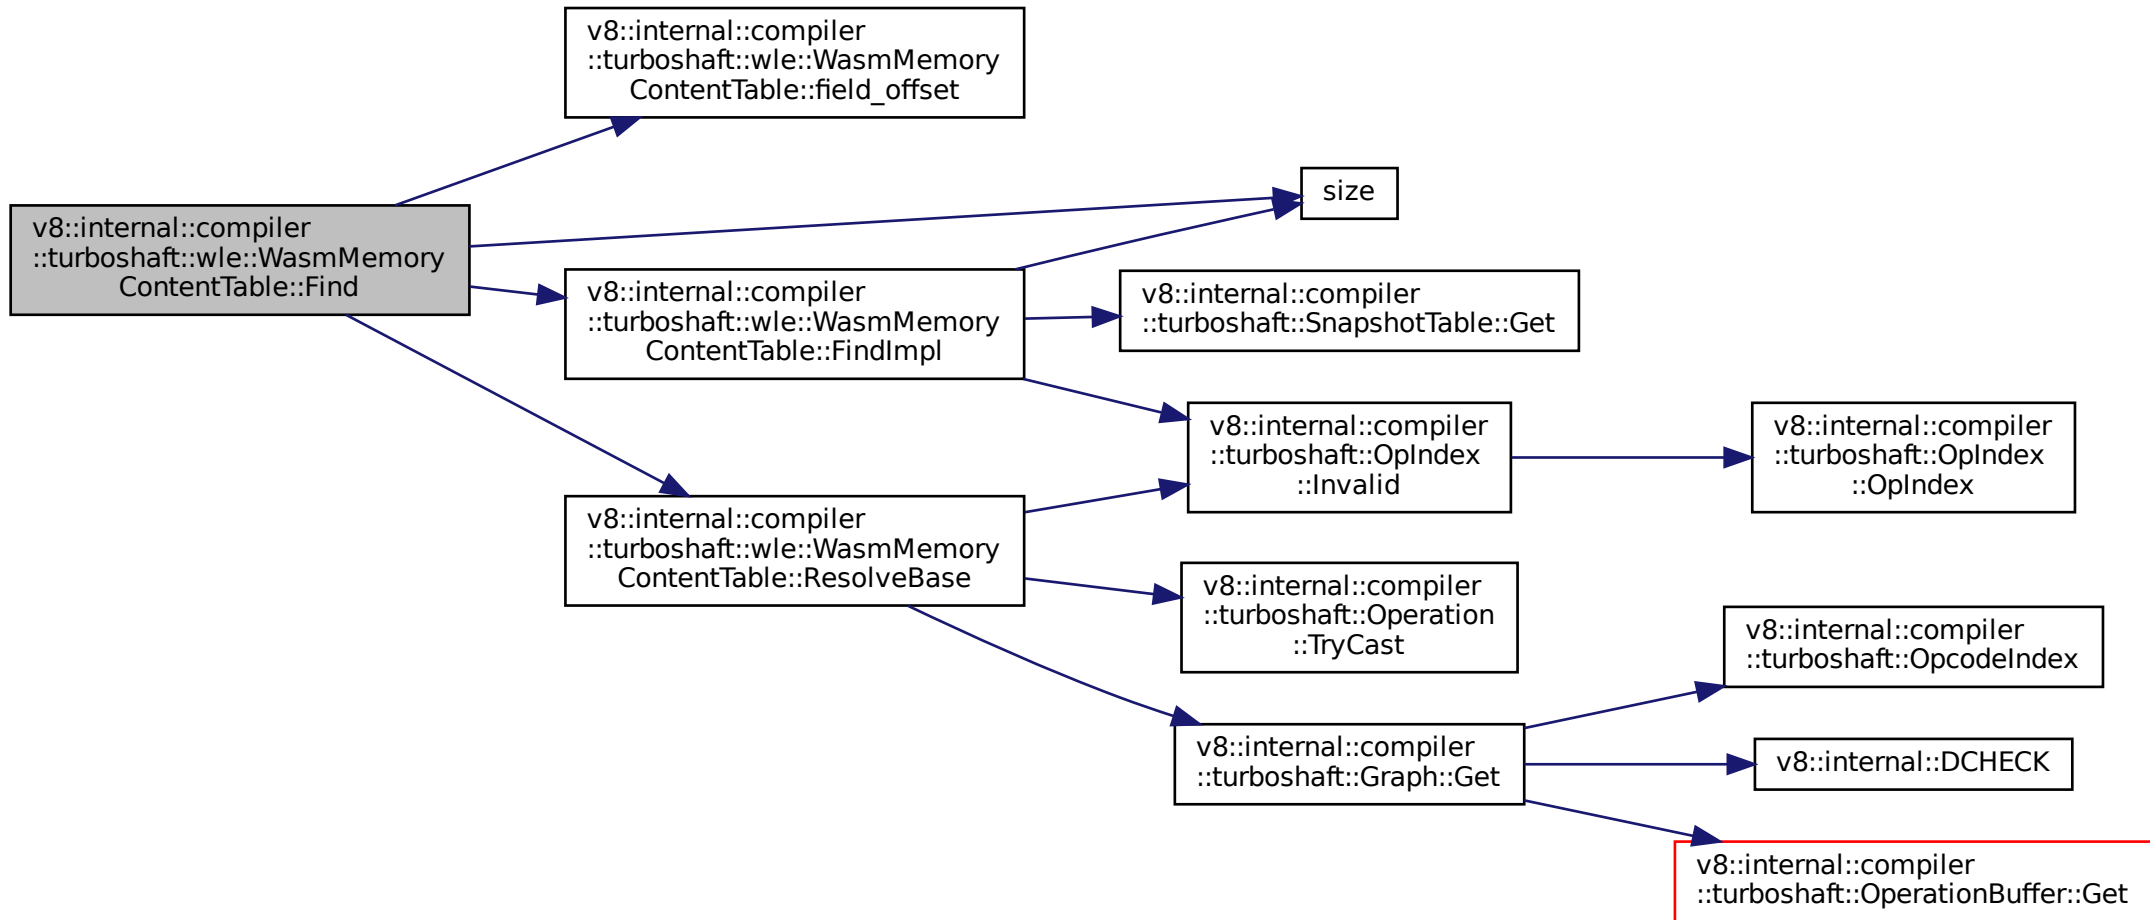 v8::internal::compiler
::turboshaft::wle::WasmMemory
ContentTable::Find
v8::internal::compiler
::turboshaft::wle::WasmMemory
ContentTable::field_offset
size
v8::internal::compiler
::turboshaft::wle::WasmMemory
ContentTable::FindImpl
v8::internal::compiler
::turboshaft::SnapshotTable::Get
v8::internal::compiler
::turboshaft::OpIndex
::Invalid
v8::internal::compiler
::turboshaft::OpIndex
::OpIndex
v8::internal::compiler
::turboshaft::wle::WasmMemory
ContentTable::ResolveBase
v8::internal::compiler
::turboshaft::Operation
::TryCast
v8::internal::compiler
::turboshaft::Graph::Get
v8::internal::compiler
::turboshaft::OpcodeIndex
v8::internal::DCHECK
v8::internal::compiler
::turboshaft::OperationBuffer::Get